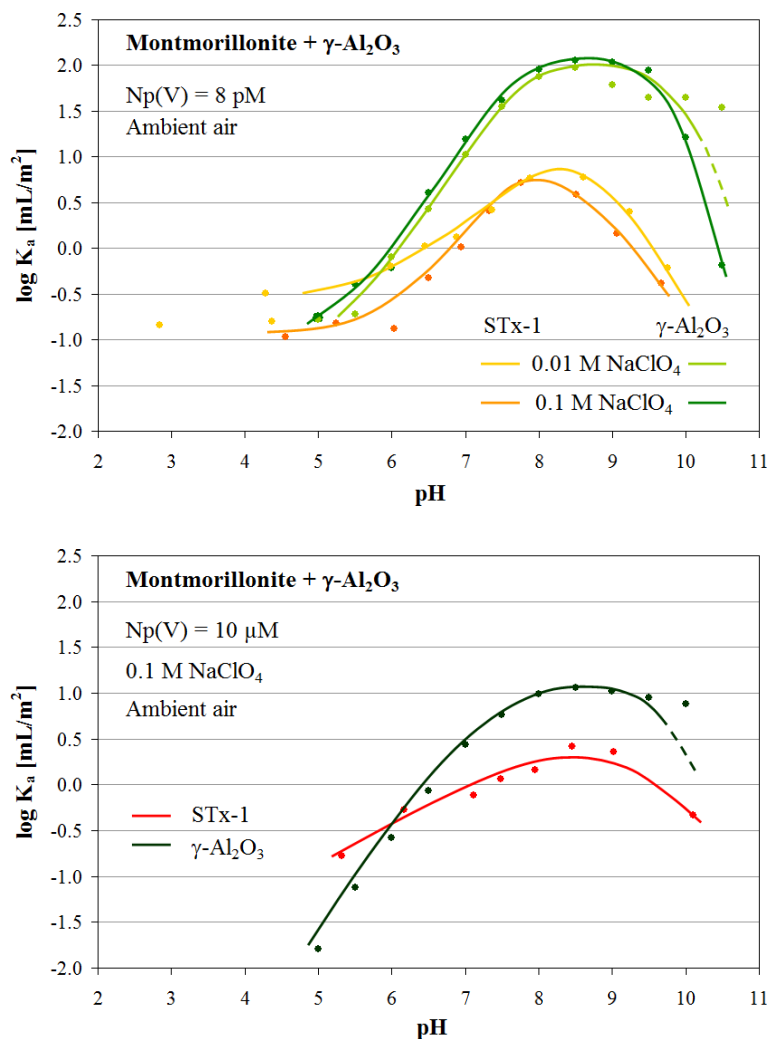 Montmorillonite + γ-Al₂O₃
Np(V) = 8 pM
Ambient air
log Kₐ [mL/m²]
2.5
2.0
1.5
1.0
0.5
0.0
-0.5
-1.0
-1.5
-2.0
STx-1 γ-Al₂O₃
0.01 M NaClO₄
0.1 M NaClO₄
2 3 4 5 6 7 8 9 10 11
pH
Montmorillonite + γ-Al₂O₃
Np(V) = 10 µM
0.1 M NaClO₄
Ambient air
log Kₐ [mL/m²]
2.5
2.0
1.5
1.0
0.5
0.0
-0.5
-1.0
-1.5
-2.0
STx-1
γ-Al₂O₃
2 3 4 5 6 7 8 9 10 11
pH